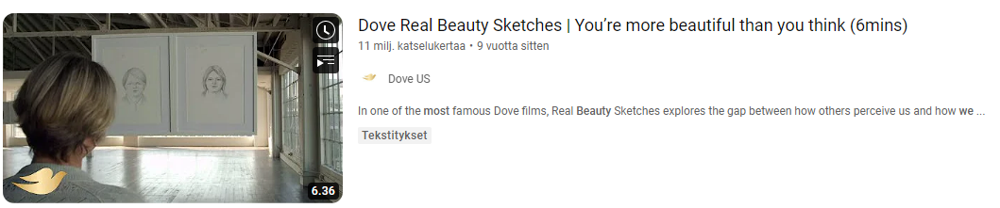 Dove Real Beauty Sketches | You’re more beautiful than you think (6mins)
11 milj. katselukertaa • 9 vuotta sitten
Dove US
In one of the most famous Dove films, Real Beauty Sketches explores the gap between how others perceive us and how we ...
Tekstitykset
6.36